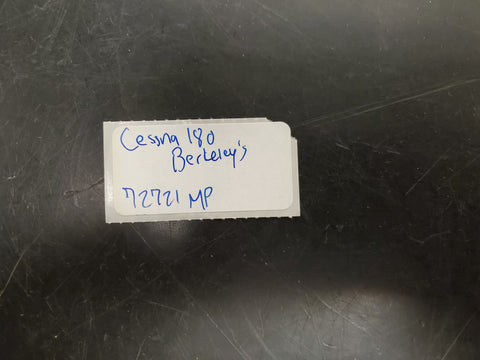 Cessna 180
Berkeley's
72721 MP